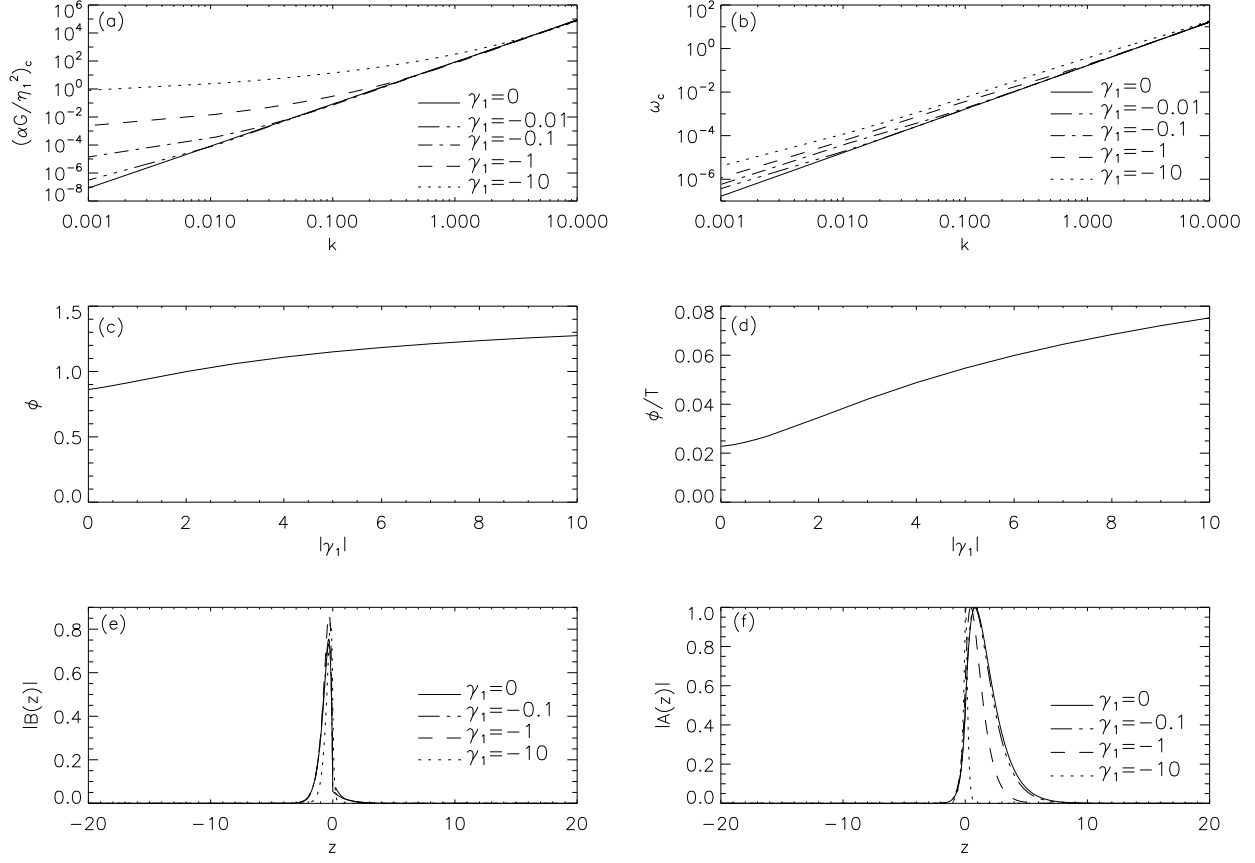 (a)
10^6
10^4
10^2
10^0
10^−2
10^−4
10^−6
10^−8
(αG/η₁²)_c
γ₁=0
γ₁=−0.01
γ₁=−0.1
γ₁=−1
γ₁=−10
0.001 0.010 0.100 1.000 10.000
k
(b)
10^2
10^0
10^−2
10^−4
10^−6
ω_c
γ₁=0
γ₁=−0.01
γ₁=−0.1
γ₁=−1
γ₁=−10
0.001 0.010 0.100 1.000 10.000
k
(c)
1.5
1.0
0.5
0.0
ϕ
0 2 4 6 8 10
|γ₁|
(d)
0.08
0.06
0.04
0.02
0.00
ϕ/T
0 2 4 6 8 10
|γ₁|
(e)
0.8
0.6
0.4
0.2
0.0
|B(z)|
γ₁=0
γ₁=−0.1
γ₁=−1
γ₁=−10
−20 −10 0 10 20
z
(f)
1.0
0.8
0.6
0.4
0.2
0.0
|A(z)|
γ₁=0
γ₁=−0.1
γ₁=−1
γ₁=−10
−20 −10 0 10 20
z